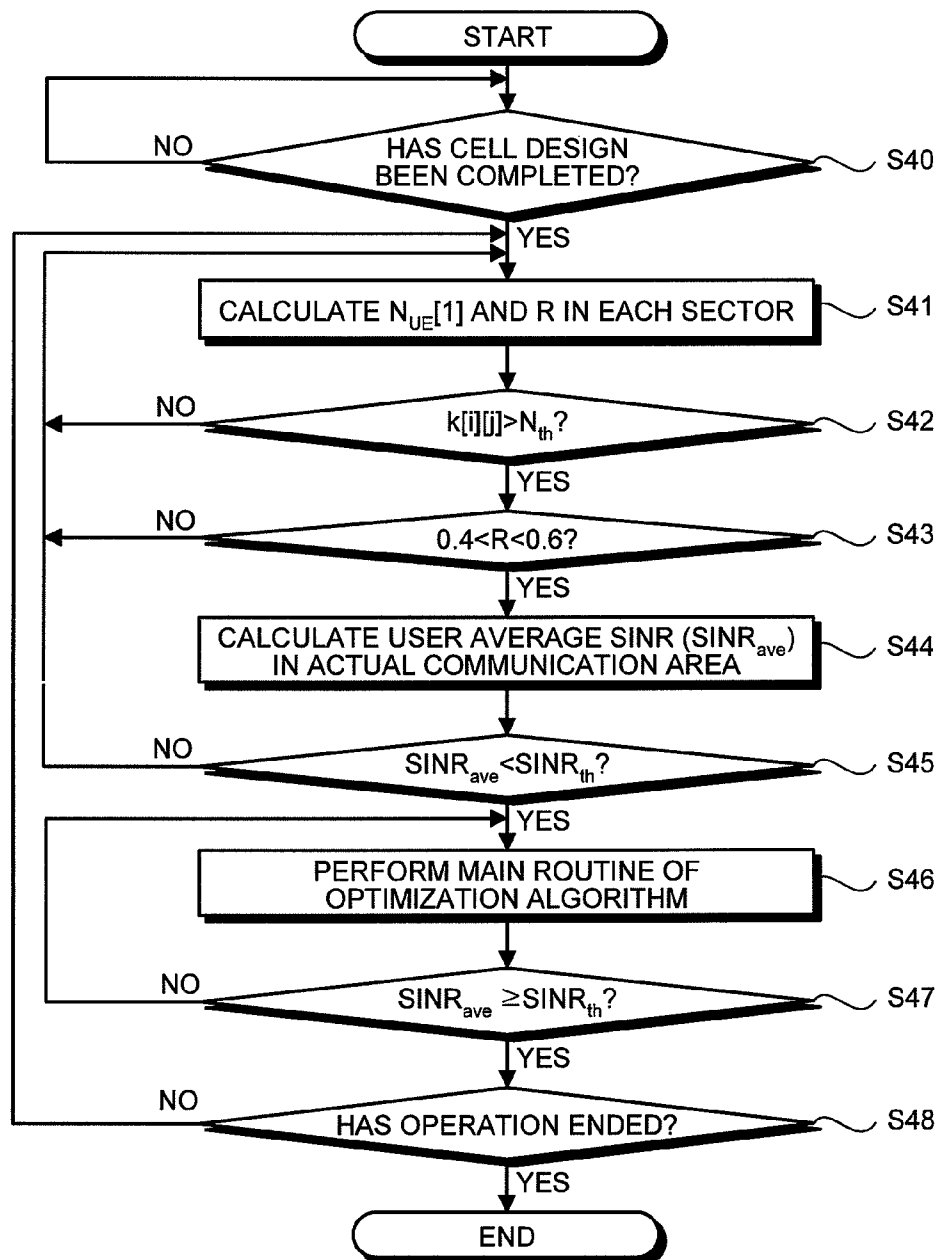 START
NO
HAS CELL DESIGN
BEEN COMPLETED?
S40
YES
CALCULATE N_UE[1] AND R IN EACH SECTOR
S41
NO
k[i][j]>N_th?
S42
YES
NO
0.4<R<0.6?
S43
YES
CALCULATE USER AVERAGE SINR (SINR_ave)
IN ACTUAL COMMUNICATION AREA
S44
NO
SINR_ave<SINR_th?
S45
YES
PERFORM MAIN ROUTINE OF
OPTIMIZATION ALGORITHM
S46
NO
SINR_ave ≧SINR_th?
S47
YES
NO
HAS OPERATION ENDED?
S48
YES
END